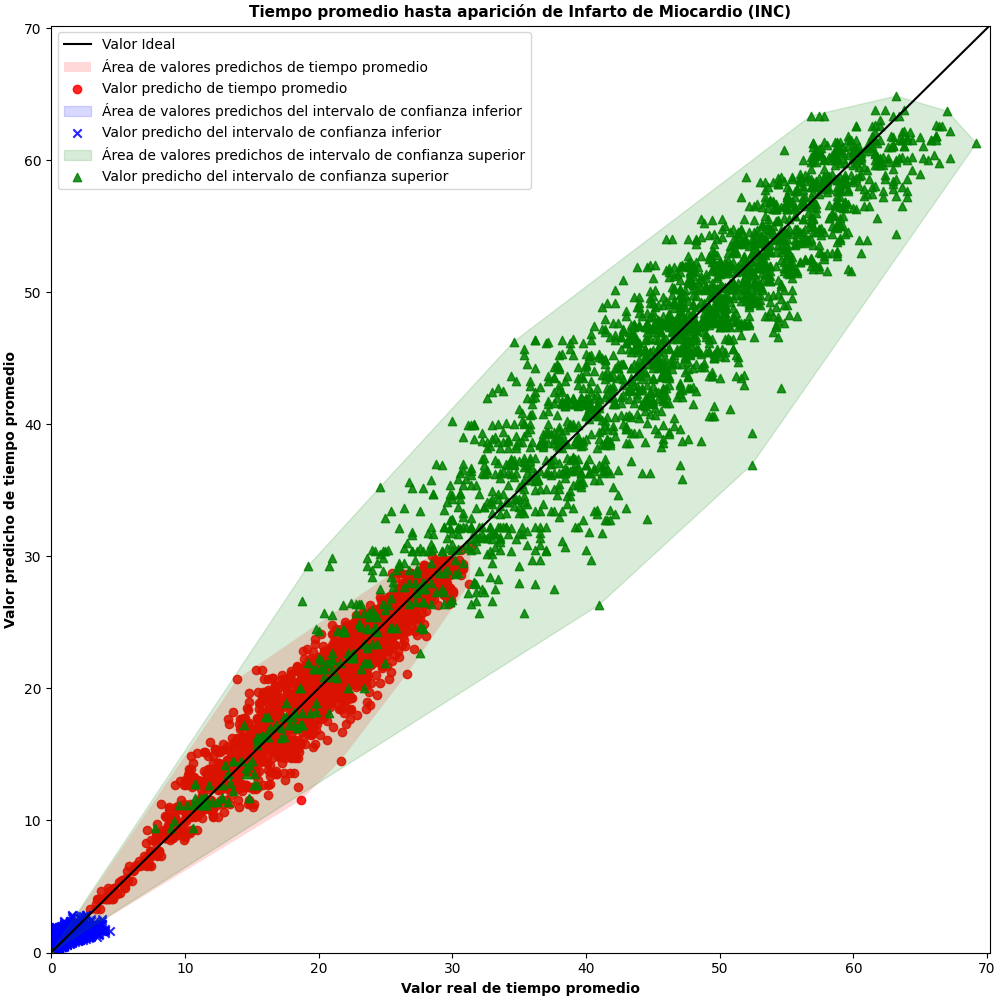 Tiempo promedio hasta aparición de Infarto de Miocardio (INC)
Valor Ideal
Área de valores predichos de tiempo promedio
Valor predicho de tiempo promedio
Área de valores predichos del intervalo de confianza inferior
Valor predicho del intervalo de confianza inferior
Área de valores predichos de intervalo de confianza superior
Valor predicho del intervalo de confianza superior
Valor predicho de tiempo promedio
70
60
50
40
30
20
10
0
0 10 20 30 40 50 60 70
Valor real de tiempo promedio